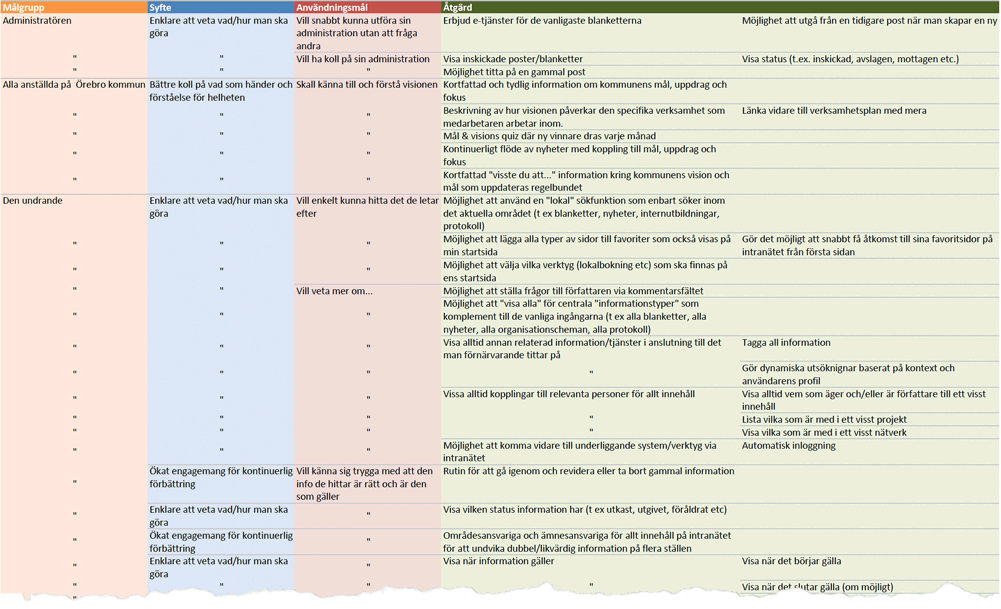 Målgrupp Syfte Användningsmål Åtgärd
Administratören Enklare att veta vad/hur man ska Vill snabbt kunna utföra sin Erbjud e-tjänster för de vanligaste blanketterna Möjlighet att utgå från en tidigare post när man skapar en ny
göra administration utan att fråga
andra
" " Vill ha koll på sin administration Visa inskickade poster/blanketter Visa status (t.ex. inskickad, avslagen, mottagen etc.)
" " " Möjlighet titta på en gammal post
Alla anställda på Örebro kommun Bättre koll på vad som händer och Skall känna till och förstå visionen Kortfattad och tydlig information om kommunens mål, uppdrag och
förståelse för helheten fokus
" " " Beskrivning av hur visionen påverkar den specifika verksamhet som Länka vidare till verksamhetsplan med mera
medarbetaren arbetar inom.
" " " Mål & visions quiz där ny vinnare dras varje månad
" " " Kontinuerligt flöde av nyheter med koppling till mål, uppdrag och
fokus
" " " Kortfattad "visste du att..." information kring kommunens vision och
mål som uppdateras regelbundet
Den undrande Enklare att veta vad/hur man ska Vill enkelt kunna hitta det de letar Möjlighet att använd en "lokal" sökfunktion som enbart söker inom
göra efter det aktuella området (t ex blanketter, nyheter, internutbildningar,
protokoll)
" " " Möjlighet att lägga alla typer av sidor till favoriter som också visas på Gör det möjligt att snabbt få åtkomst till sina favoritsidor på
min startsida intranätet från första sidan
" " " Möjlighet att välja vilka verktyg (lokalbokning etc) som ska finnas på
ens startsida
" " Vill veta mer om... Möjlighet att ställa frågor till författaren via kommentarsfältet
" " " Möjlighet att "visa alla" för centrala "informationstyper" som
komplement till de vanliga ingångarna (t ex alla blanketter, alla
nyheter, alla organisationscheman, alla protokoll)
" " " Visa alltid annan relaterad information/tjänster i anslutning till det Tagga all information
man förnärvarande tittar på
" " " " Gör dynamiska utsöknignar baserat på kontext och
användarens profil
" " " Vissa alltid kopplingar till relevanta personer för allt innehåll Visa alltid vem som äger och/eller är författare till ett visst
innehåll
" " " " Lista vilka som är med i ett visst projekt
" " " " Visa vilka som är med i ett visst nätverk
" " " Möjlighet att komma vidare till underliggande system/verktyg via Automatisk inloggning
intranätet
" Ökat engagemang för kontinuerlig Vill känna sig trygga med att den Rutin för att gå igenom och revidera eller ta bort gammal information
förbättring info de hittar är rätt och är den
som gäller
" Enklare att veta vad/hur man ska " Visa vilken status information har (t ex utkast, utgivet, föråldrat etc)
göra
" Ökat engagemang för kontinuerlig " Områdesansvariga och ämnesansvariga för allt innehåll på intranätet
förbättring för att undvika dubbel/likvärdig information på flera ställen
" Enklare att veta vad/hur man ska " Visa när information gäller Visa när det börjar gälla
göra
" " " " Visa när det slutar gälla (om möjligt)
"